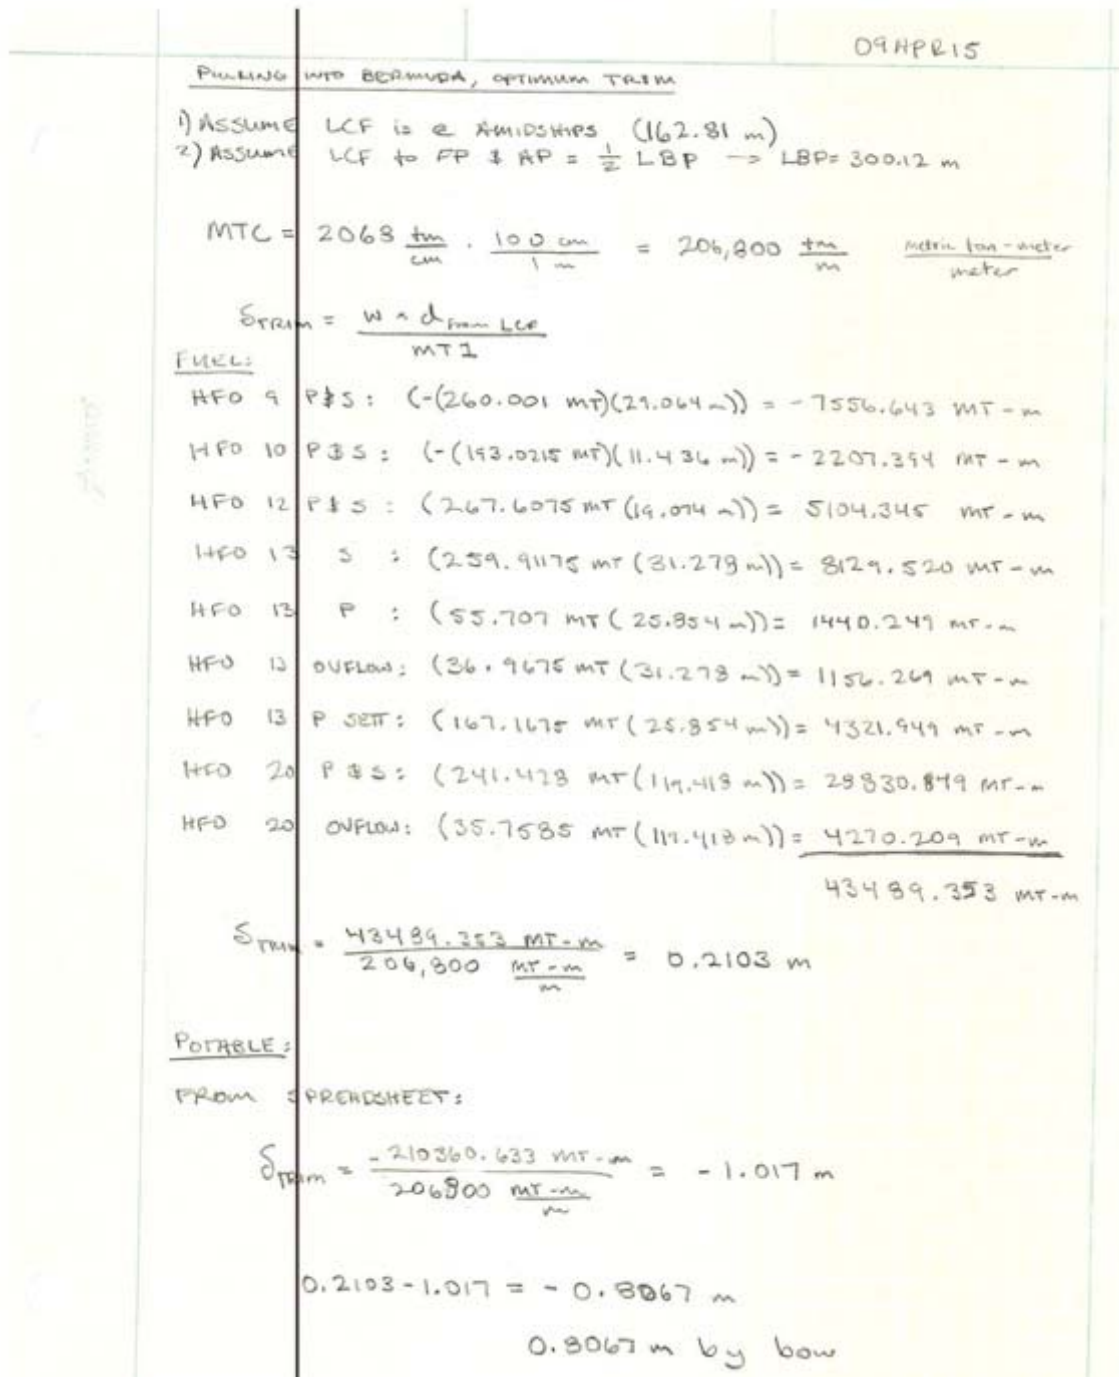 09APR15
PULLING INTO BERMUDA, OPTIMUM TRIM
1) ASSUME LCF is @ AMIDSHIPS (162.81 m)
2) ASSUME LCF to FP & AP = 1/2 LBP -> LBP= 300.12 m
MTC = 2068 tm/cm · 100 cm/1 m = 206,800 tm/m metric ton-meter/meter
δTRIM = w × d from LCF / MT1
FUEL:
HFO 9 P&S: (-(260.001 MT)(29.064 m)) = -7556.643 MT-m
HFO 10 P&S: (-(193.0215 MT)(11.436 m)) = -2207.394 MT-m
HFO 12 P&S: (267.6075 MT (19.074 m)) = 5104.345 MT-m
HFO 13 S : (259.91175 MT (31.278 m)) = 8129.520 MT-m
HFO 13 P : (55.707 MT (25.854 m)) = 1440.249 MT-m
HFO 13 OVFLOW: (36.9675 MT (31.278 m)) = 1156.269 MT-m
HFO 13 P SETT: (167.1675 MT (25.854 m)) = 4321.949 MT-m
HFO 20 P&S: (241.428 MT (119.418 m)) = 28830.849 MT-m
HFO 20 OVFLOW: (35.7585 MT (119.418 m)) = 4270.209 MT-m
43489.353 MT-m
δTRIM = 43489.353 MT-m / 206,800 MT-m/m = 0.2103 m
POTABLE:
FROM SPREADSHEET:
δTRIM = -210360.633 MT-m / 206800 MT-m/m = -1.017 m
0.2103-1.017 = -0.8067 m
0.8067 m by bow